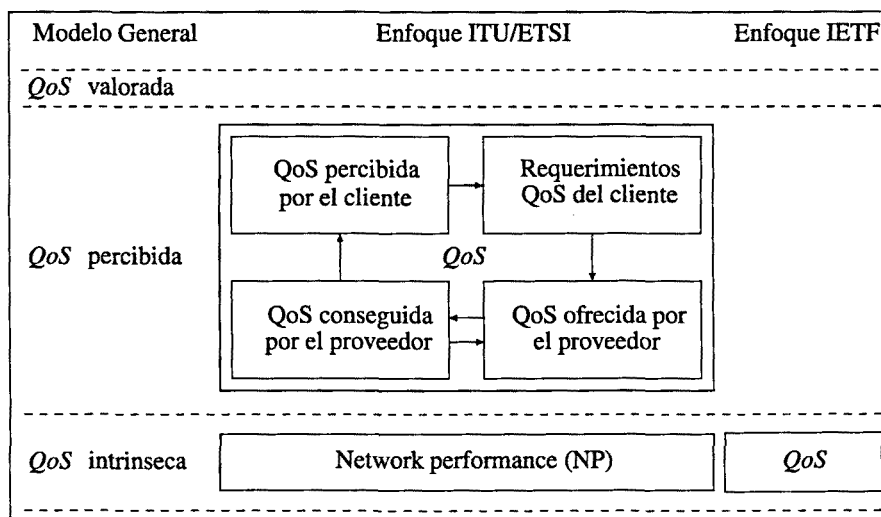 Modelo General
Enfoque ITU/ETSI
Enfoque IETF
QoS valorada
QoS percibida
por el cliente
Requerimientos
QoS del cliente
QoS percibida
QoS
QoS conseguida
por el proveedor
QoS ofrecida por
el proveedor
QoS intrinseca
Network performance (NP)
QoS